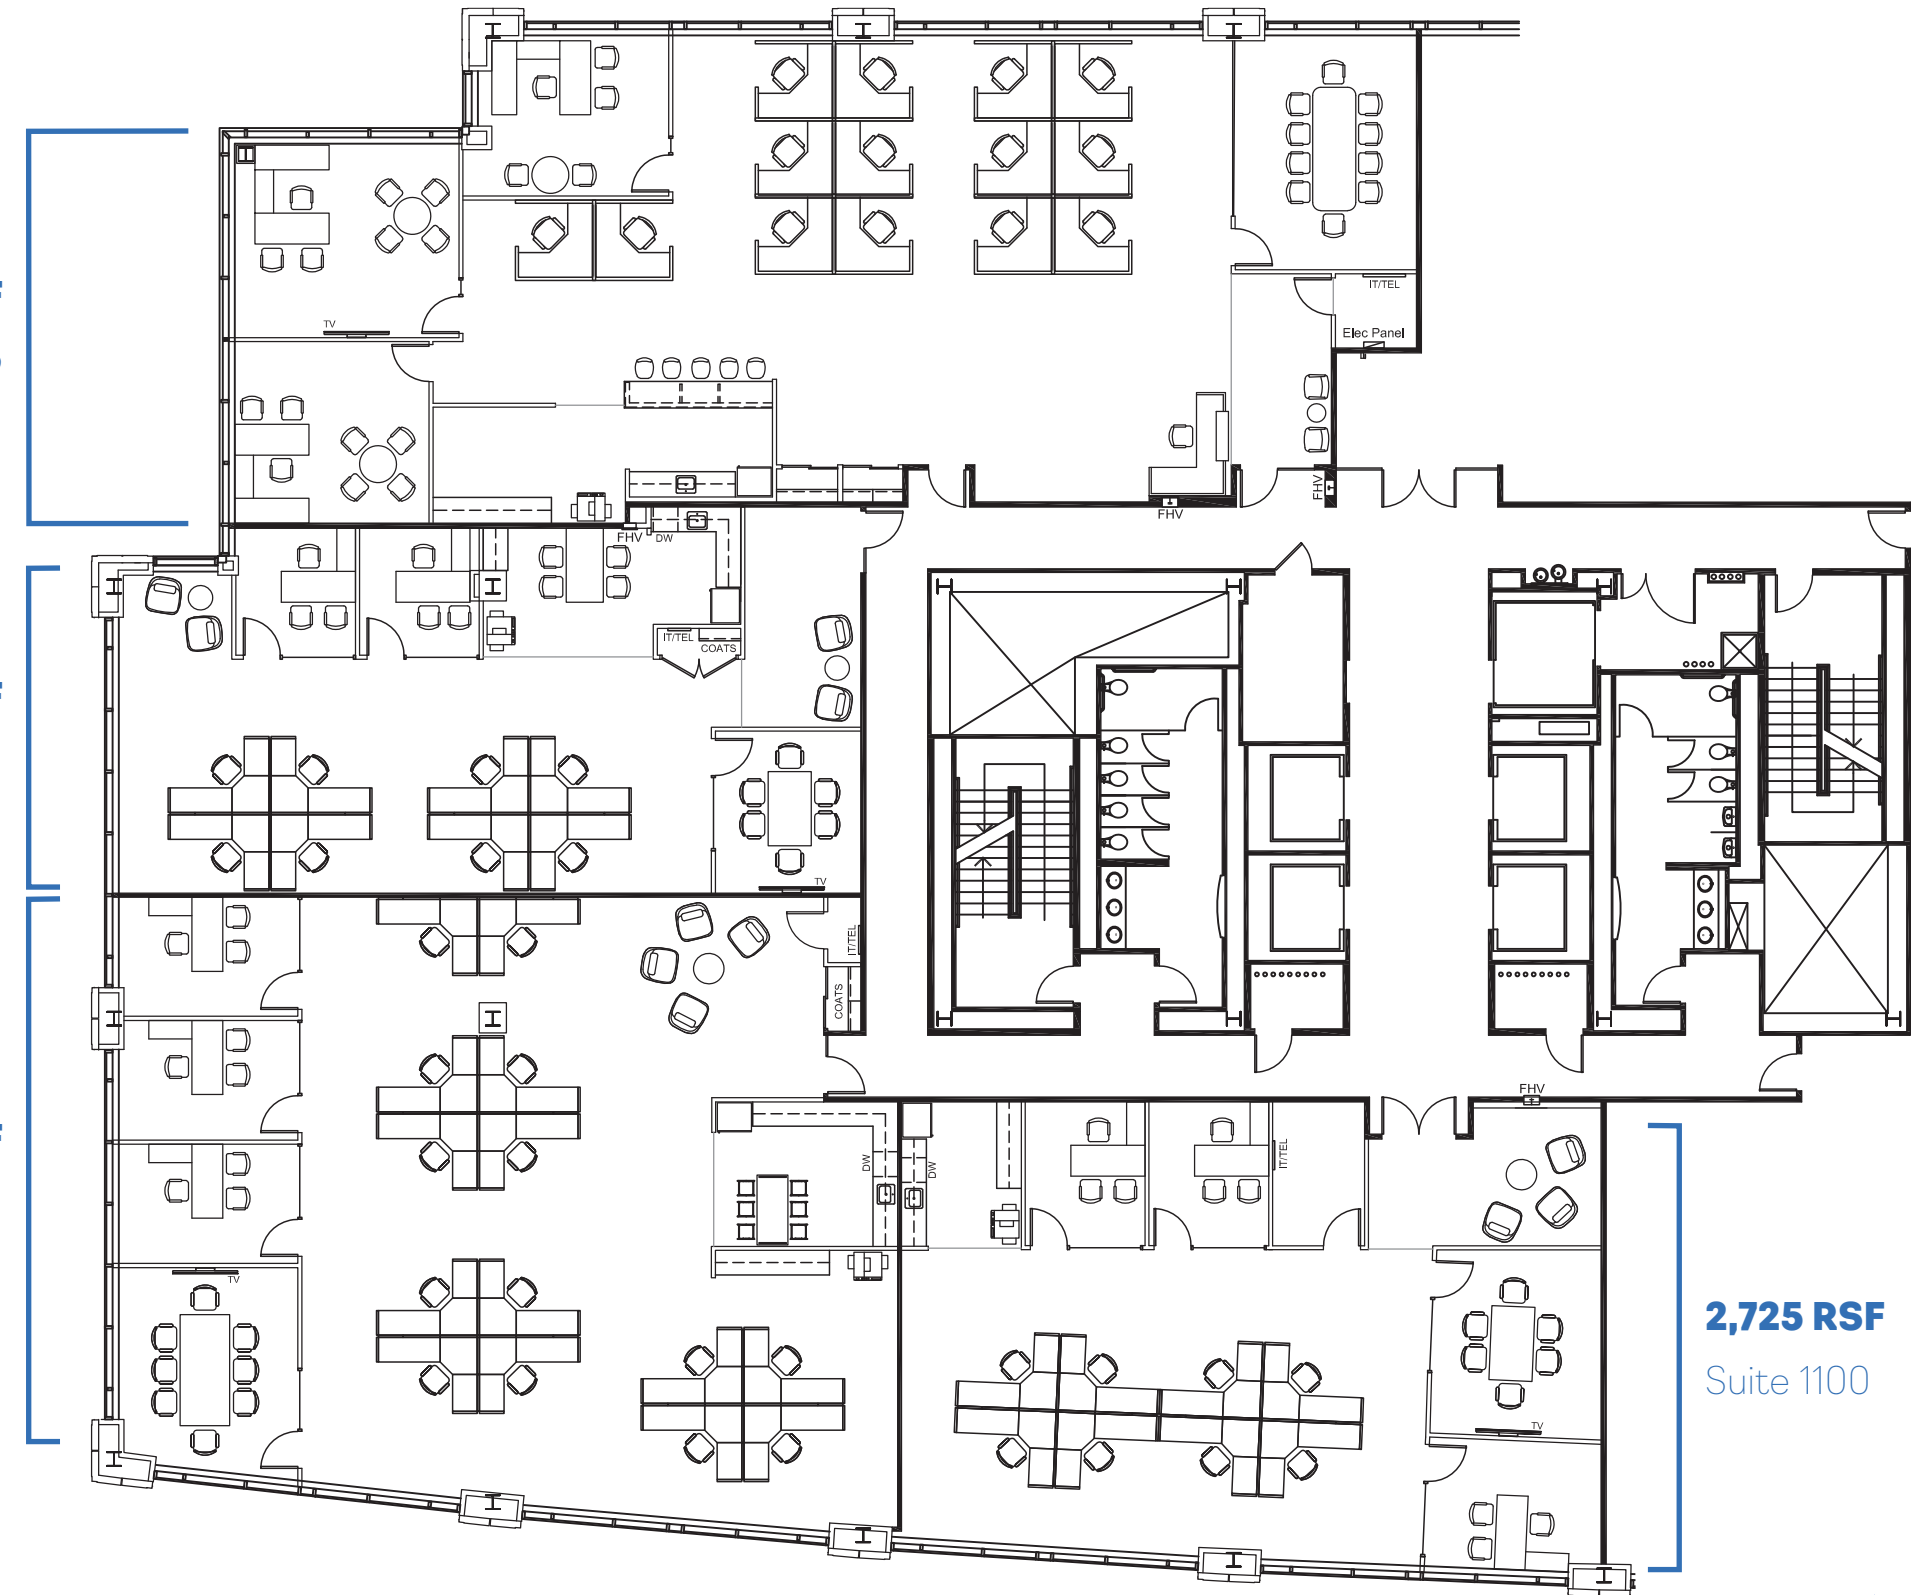 IT/TEL
Elec Panel
TV
FHV
FHV
FHV
DW
IT/TEL
COATS
TV
IT/TEL
COATS
FHV
DW
DW
IT/TEL
TV
2,725 RSF
Suite 1100
TV